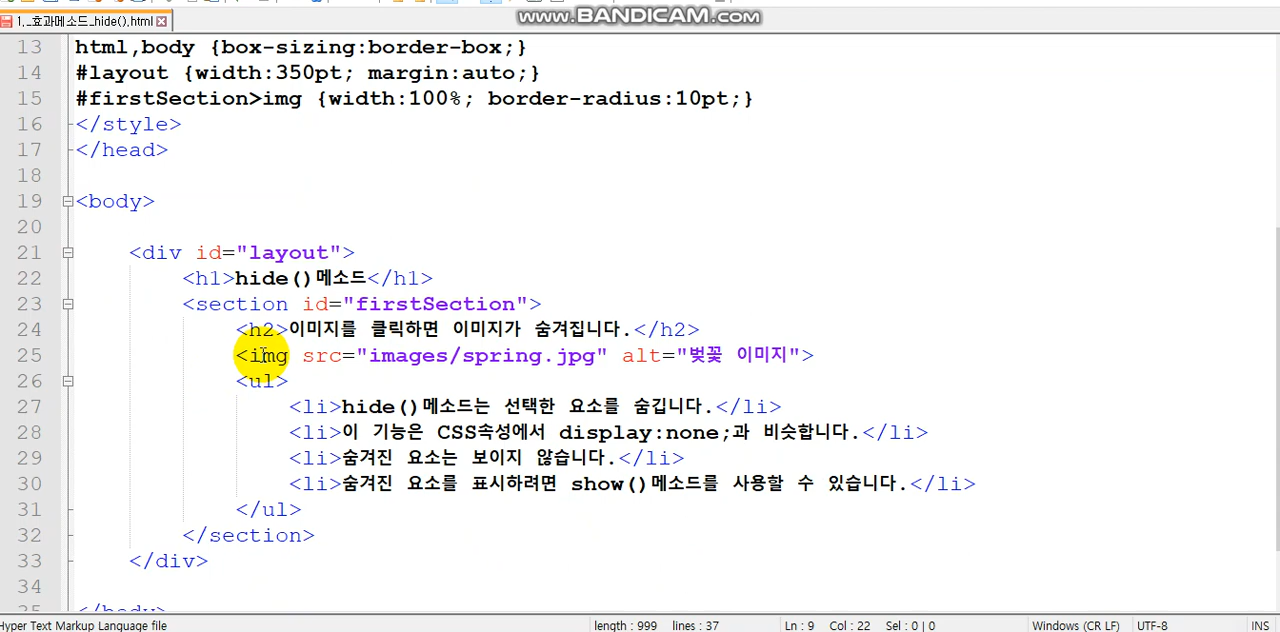 www.BANDICAM.com
1,_효과메소드_hide(),html
13 html,body {box-sizing:border-box;}
14 #layout {width:350pt; margin:auto;}
15 #firstSection>img {width:100%; border-radius:10pt;}
16 </style>
17 </head>
18
19 <body>
20
21 <div id="layout">
22 <h1>hide()메소드</h1>
23 <section id="firstSection">
24 <h2>이미지를 클릭하면 이미지가 숨겨집니다.</h2>
25 <img src="images/spring.jpg" alt="벚꽃 이미지">
26 <ul>
27 <li>hide()메소드는 선택한 요소를 숨깁니다.</li>
28 <li>이 기능은 CSS속성에서 display:none;과 비슷합니다.</li>
29 <li>숨겨진 요소는 보이지 않습니다.</li>
30 <li>숨겨진 요소를 표시하려면 show()메소드를 사용할 수 있습니다.</li>
31 </ul>
32 </section>
33 </div>
34
35 </body>
Hyper Text Markup Language file length : 999 lines : 37 Ln : 9 Col : 22 Sel : 0 | 0 Windows (CR LF) UTF-8 INS